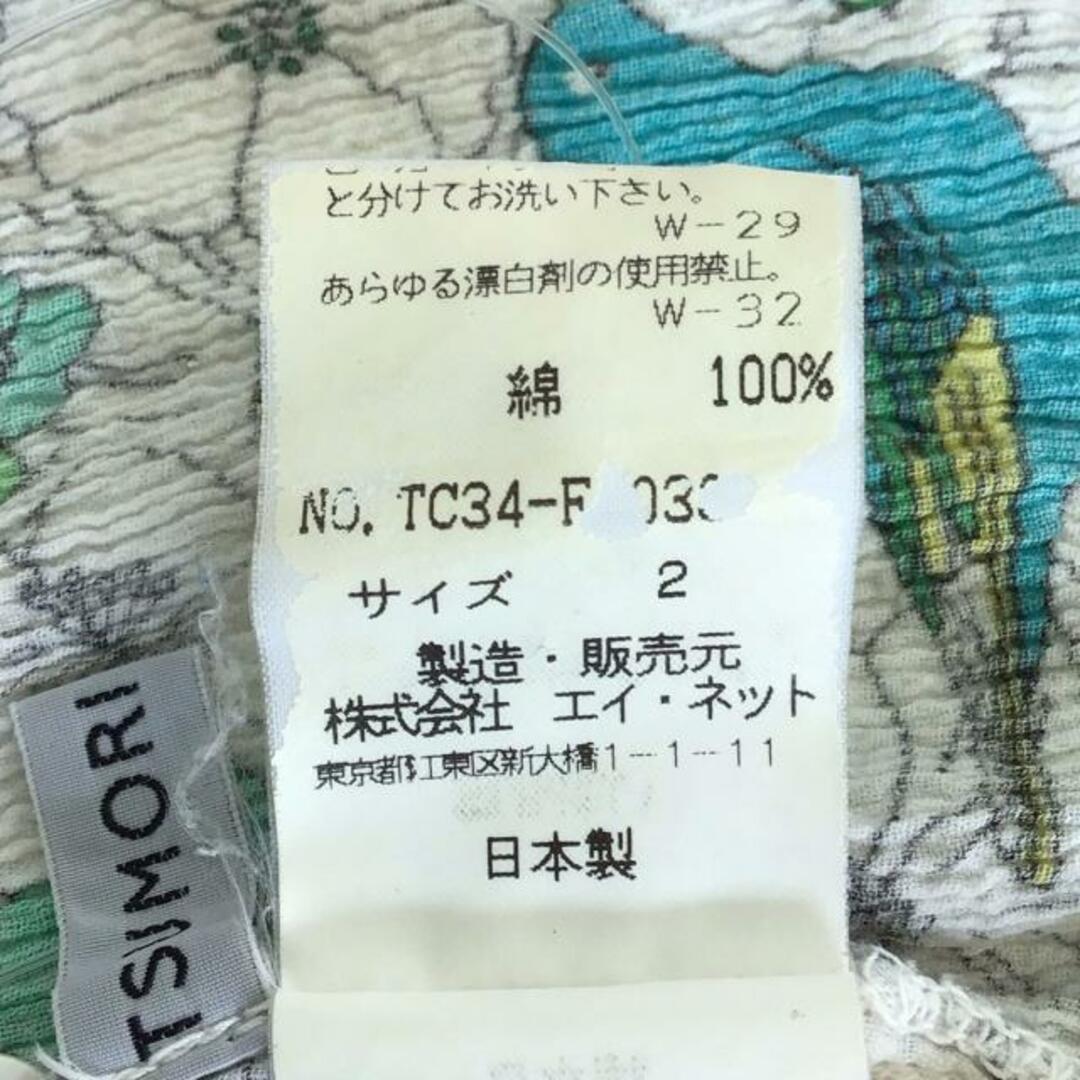 と分けてお洗い下さい。
W-29
あらゆる漂白剤の使用禁止。
W-32
綿 100%
NO. TC34-F 03
サイズ 2
製造・販売元
株式会社 エイ・ネット
東京都江東区新大橋1-1-11
日本製
TSIMORI